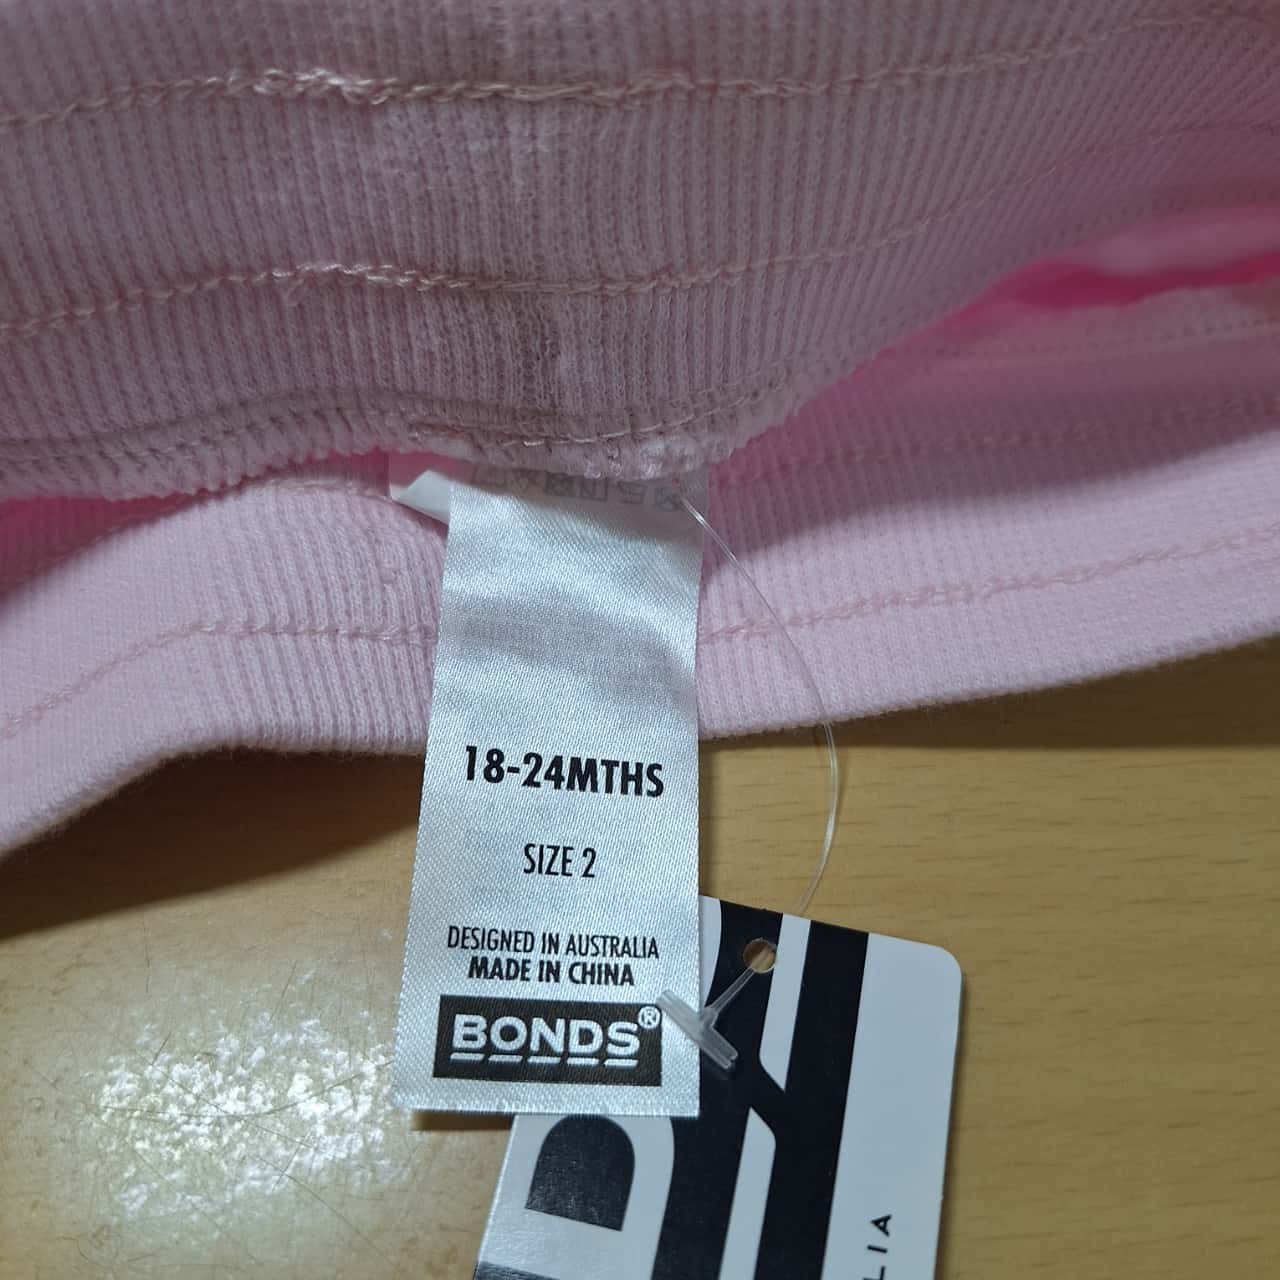 18-24MTHS
SIZE 2
DESIGNED IN AUSTRALIA
MADE IN CHINA
BONDS®